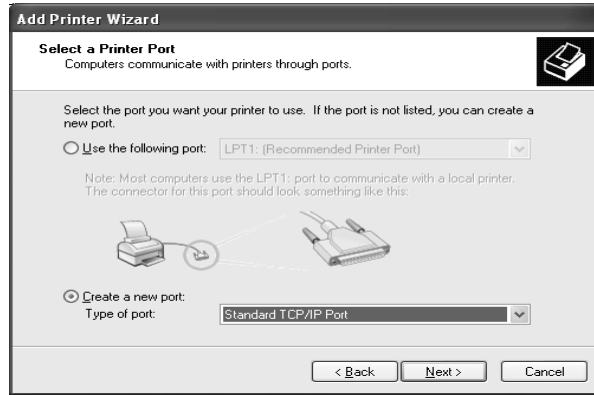 Add Printer Wizard
Select a Printer Port
Computers communicate with printers through ports.
Select the port you want your printer to use. If the port is not listed, you can create a
new port.
Use the following port: LPT1: (Recommended Printer Port)
Note: Most computers use the LPT1: port to communicate with a local printer.
The connector for this port should look something like this:
Create a new port:
Type of port: Standard TCP/IP Port
< Back Next > Cancel